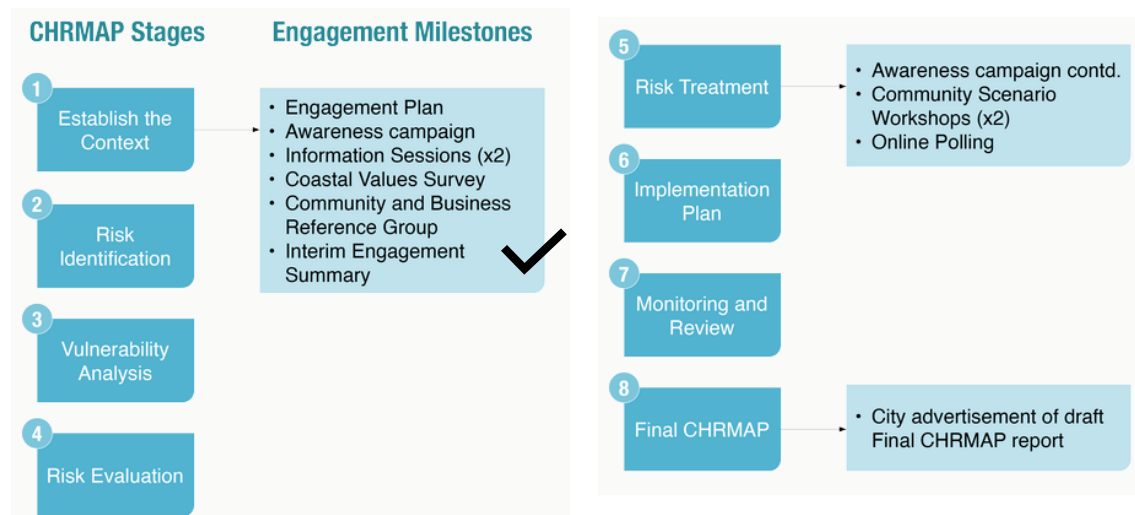 CHRMAP Stages
Engagement Milestones
1
Establish the
Context
• Engagement Plan
• Awareness campaign
• Information Sessions (x2)
• Coastal Values Survey
• Community and Business
Reference Group
• Interim Engagement
Summary
2
Risk
Identification
3
Vulnerability
Analysis
4
Risk Evaluation
5
Risk Treatment
• Awareness campaign contd.
• Community Scenario
Workshops (x2)
• Online Polling
6
Implementation
Plan
7
Monitoring and
Review
8
Final CHRMAP
• City advertisement of draft
Final CHRMAP report